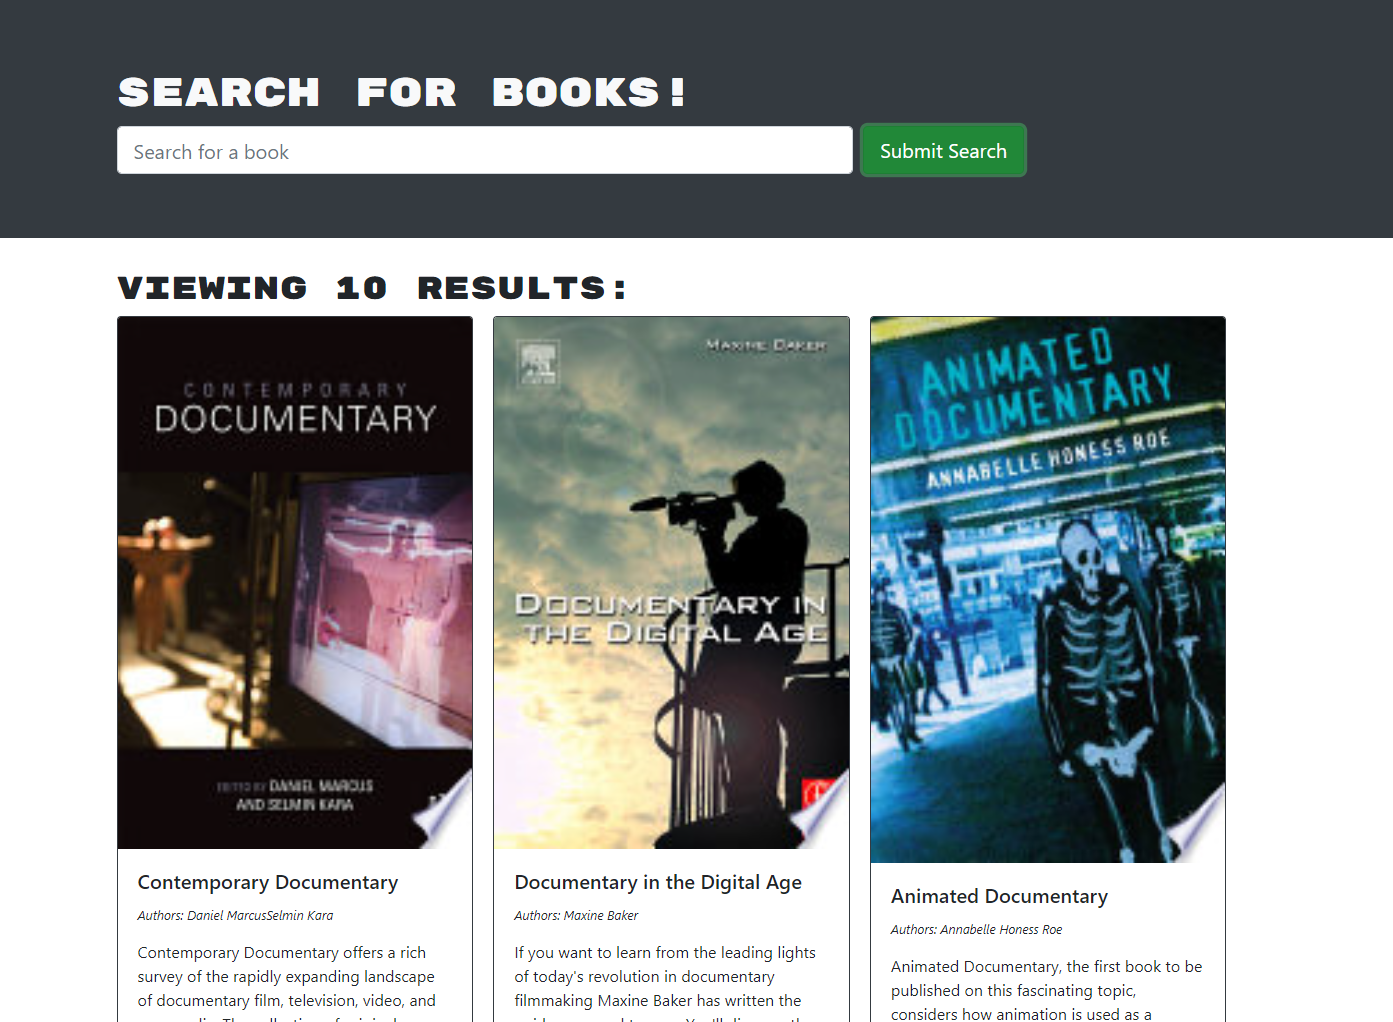 SEARCH FOR BOOKS!
Search for a book
Submit Search
VIEWING 10 RESULTS:
CONTEMPORARY
DOCUMENTARY
EDITED BY DANIEL MARCUS
AND SELMIN KARA
MAXINE BAKER
DOCUMENTARY IN
THE DIGITAL AGE
ANIMATED
DOCUMENTARY
ANNABELLE HONESS ROE
Contemporary Documentary
Authors: Daniel MarcusSelmin Kara
Contemporary Documentary offers a rich
survey of the rapidly expanding landscape
of documentary film, television, video, and
Documentary in the Digital Age
Authors: Maxine Baker
If you want to learn from the leading lights
of today's revolution in documentary
filmmaking Maxine Baker has written the
Animated Documentary
Authors: Annabelle Honess Roe
Animated Documentary, the first book to be
published on this fascinating topic,
considers how animation is used as a